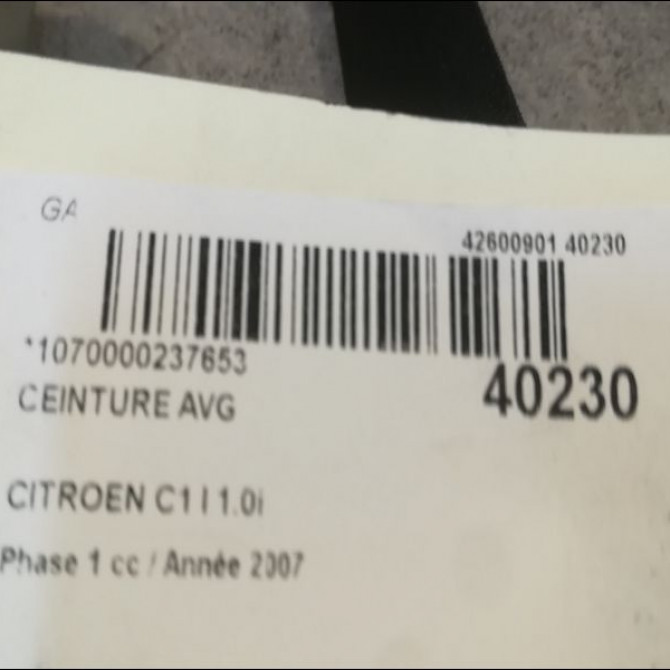 GA
42600901 40230
*1070000237653
40230
CEINTURE AVG
CITROEN C1 I 1.0i
Phase 1 cc / Année 2007